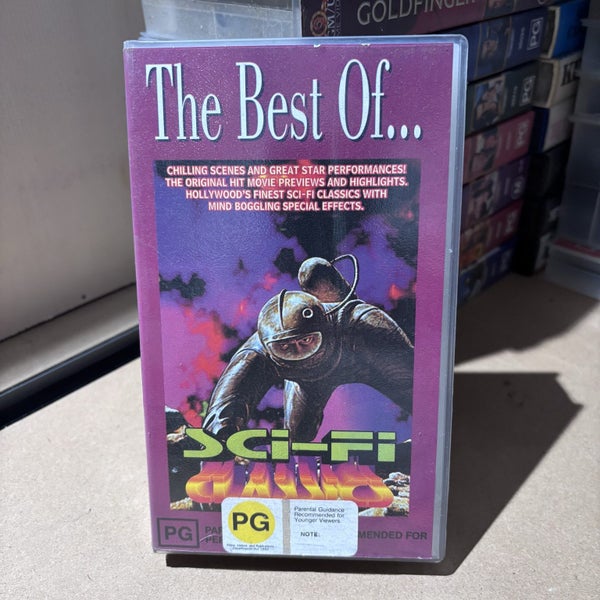 GOLDFINGER
The Best Of...
CHILLING SCENES AND GREAT STAR PERFORMANCES!
THE ORIGINAL HIT MOVIE PREVIEWS AND HIGHLIGHTS.
HOLLYWOOD'S FINEST SCI-FI CLASSICS WITH
MIND BOGGLING SPECIAL EFFECTS.
SCI-FI
CLASSICS
PG
PG
Parental Guidance
Recommended for
Younger Viewers
NOTE:
MENDED FOR